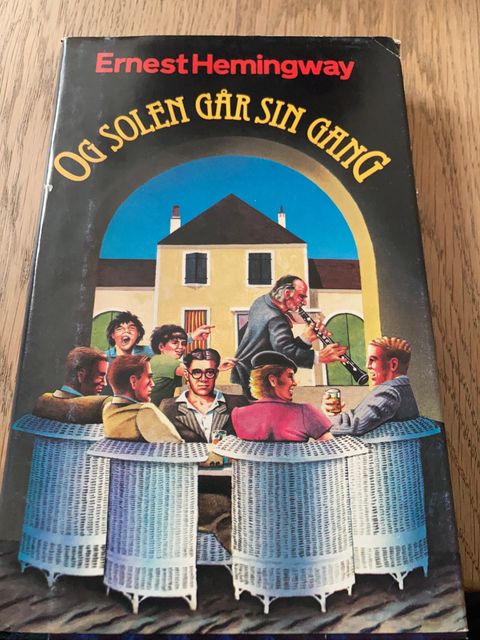 Ernest Hemingway
OG SOLEN GÅR SIN GANG